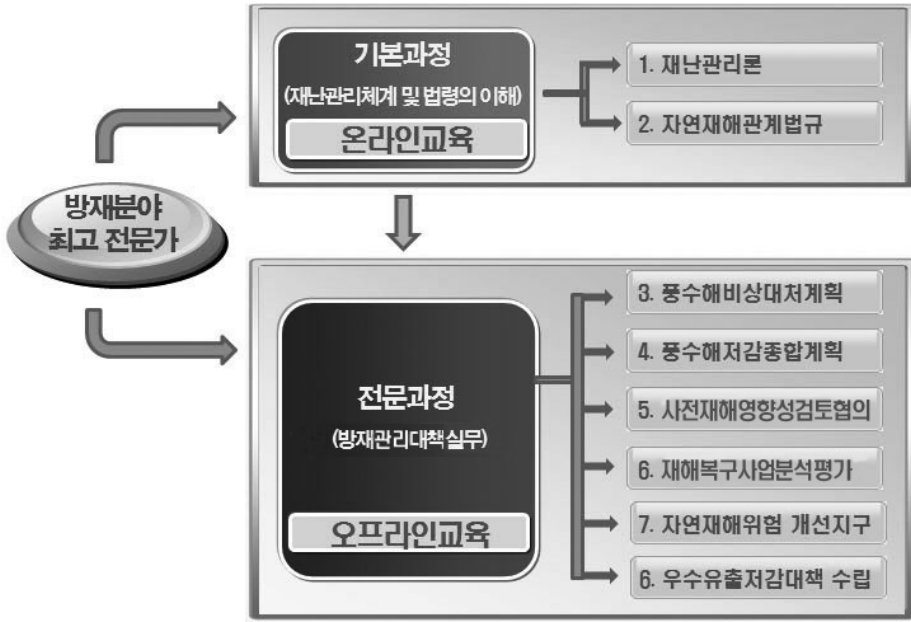 방재분야
최고 전문가
기본과정
(재난관리체계 및 법령의 이해)
온라인교육
1. 재난관리론
2. 자연재해관계법규
전문과정
(방재관리대책실무)
오프라인교육
3. 풍수해비상대처계획
4. 풍수해저감종합계획
5. 사전재해영향성검토협의
6. 재해복구사업분석평가
7. 자연재해위험 개선지구
6. 우수유출저감대책 수립